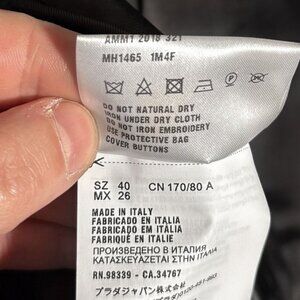 AMMT 2018 321
MH1465 1M4F
DO NOT NATURAL DRY
IRON UNDER DRY CLOTH
DO NOT IRON EMBROIDERY
USE PROTECTIVE BAG
COVER BUTTONS
SZ 40 CN 170/80 A
MX 26
MADE IN ITALY
FABRICADO EN ITALIA
FABRICADO EM ITÁLIA
FABRIQUÉ EN ITALIE
ПРОИЗВЕДЕНО В ИТАЛИЯ
ΚΑΤΑΣΚΕΥΑΖΕΤΑΙ ΣΤΗΝ ΙΤΑΛΙΑ
RN.98339 - CA.34767
プラダジャパン株式会社